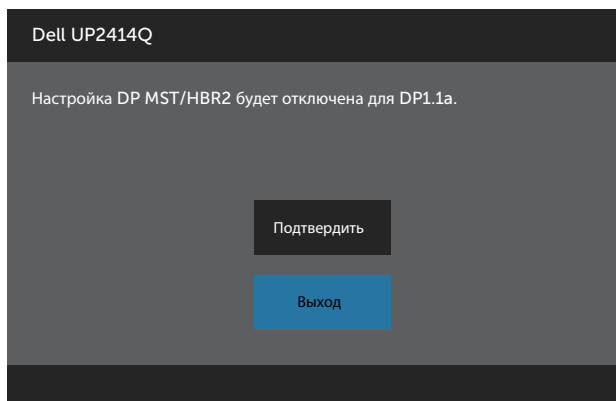 Dell UP2414Q
Настройка DP MST/HBR2 будет отключена для DP1.1a.
Подтвердить
Выход